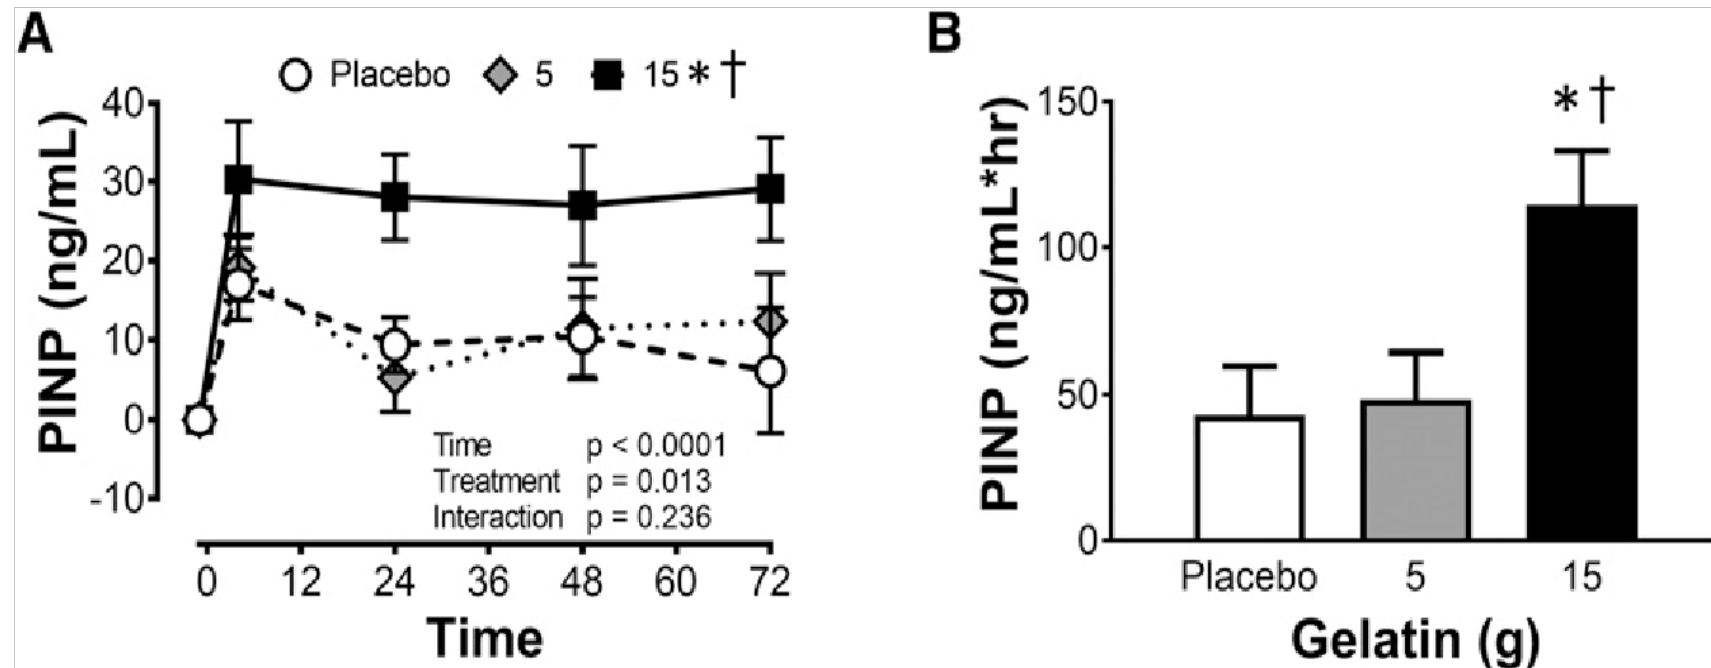 A
Placebo 5 15 * †
PINP (ng/mL)
40
30
20
10
0
-10
Time p < 0.0001
Treatment p = 0.013
Interaction p = 0.236
0 12 24 36 48 60 72
Time
B
* †
PINP (ng/mL*hr)
150
100
50
0
Placebo 5 15
Gelatin (g)